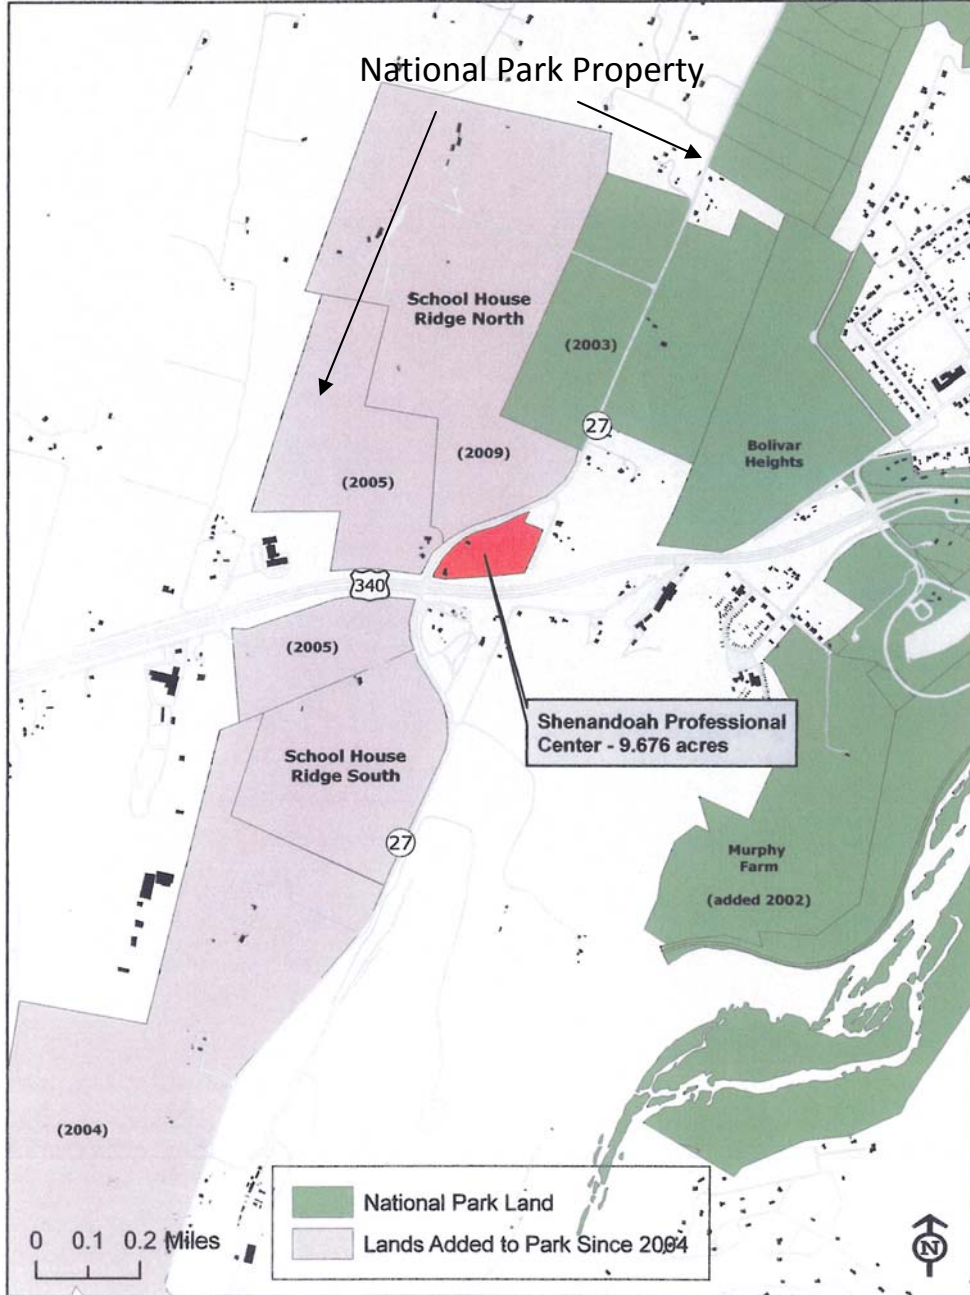 National Park Property
School House
Ridge North
(2003)
27
Bolivar
Heights
(2009)
(2005)
340
(2005)
Shenandoah Professional
Center - 9.676 acres
School House
Ridge South
27
Murphy
Farm
(added 2002)
(2004)
National Park Land
Lands Added to Park Since 2004
0 0.1 0.2 Miles
N